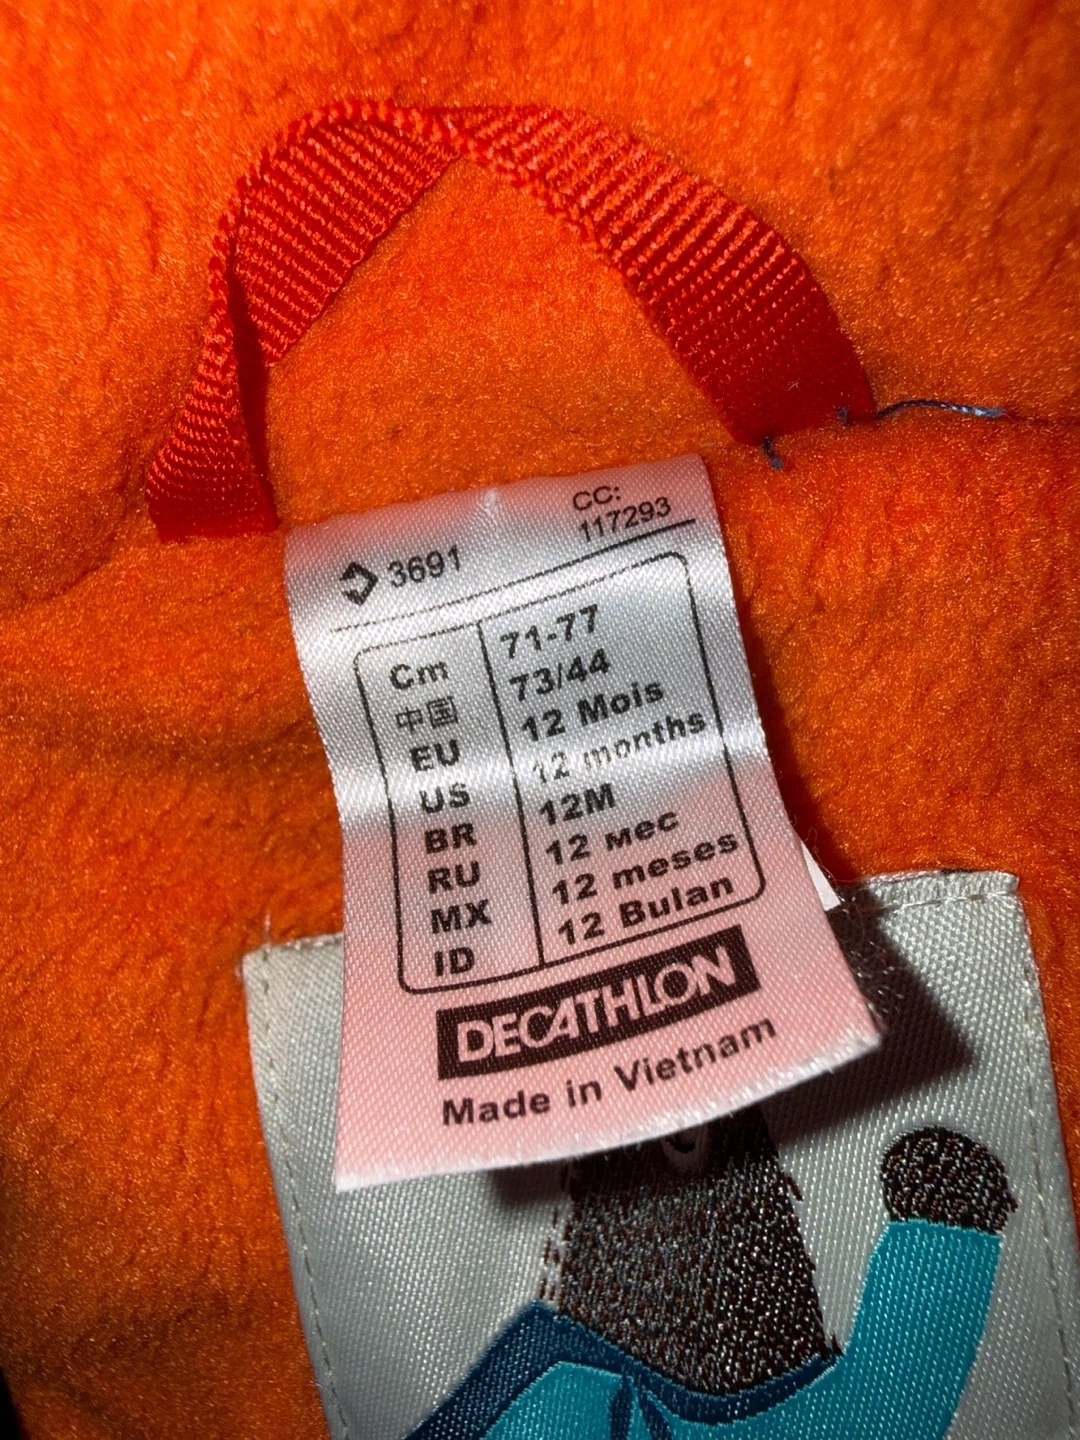 CC:
3691 117293
Cm 71-77
中国 73/44
EU 12 Mois
US 12 months
BR 12M
RU 12 мес
MX 12 meses
ID 12 Bulan
DECATHLON
Made in Vietnam